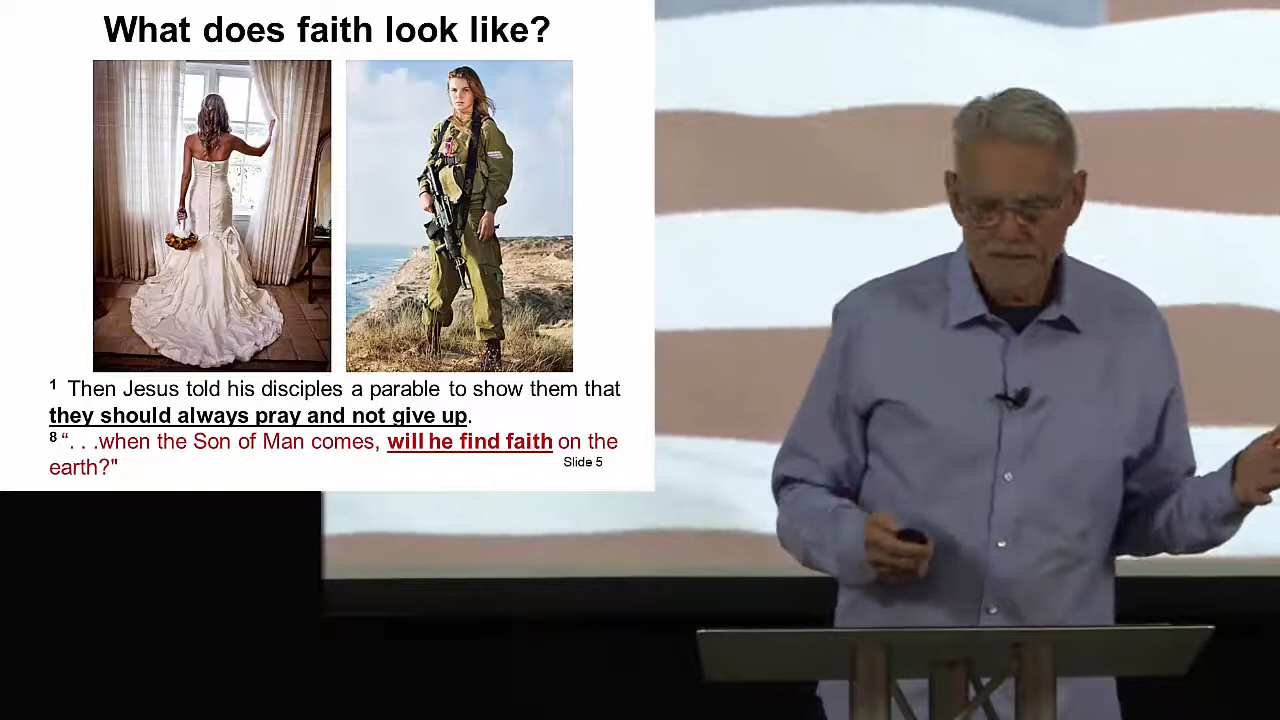 What does faith look like?
1 Then Jesus told his disciples a parable to show them that
they should always pray and not give up.
8 “. . .when the Son of Man comes, will he find faith on the
earth?"
Slide 5